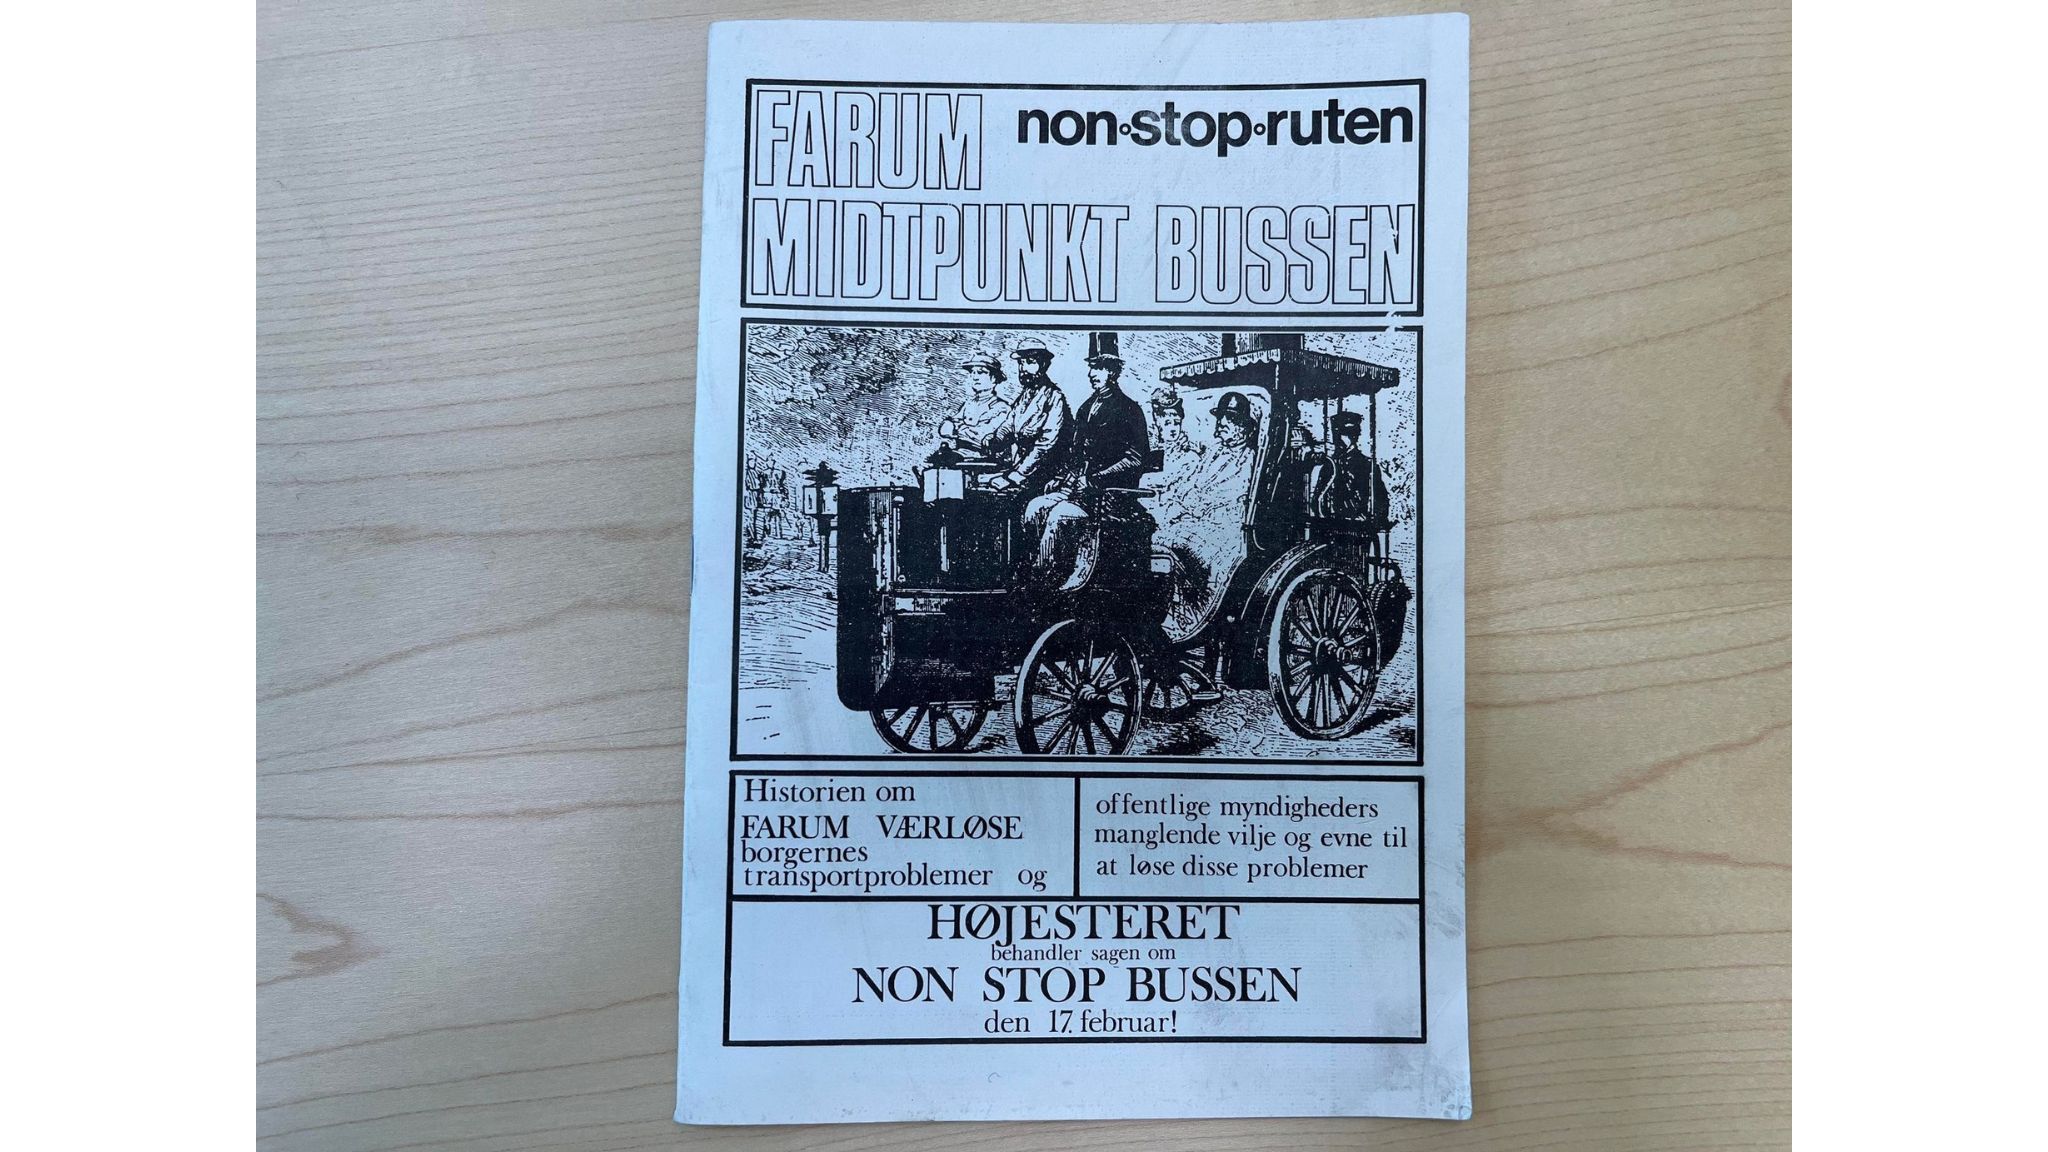 FARUM non·stop·ruten
MIDTPUNKT BUSSEN
Historien om
FARUM VÆRLØSE
borgernes
transportproblemer og
offentlige myndigheders
manglende vilje og evne til
at løse disse problemer
HØJESTERET
behandler sagen om
NON STOP BUSSEN
den 17. februar!